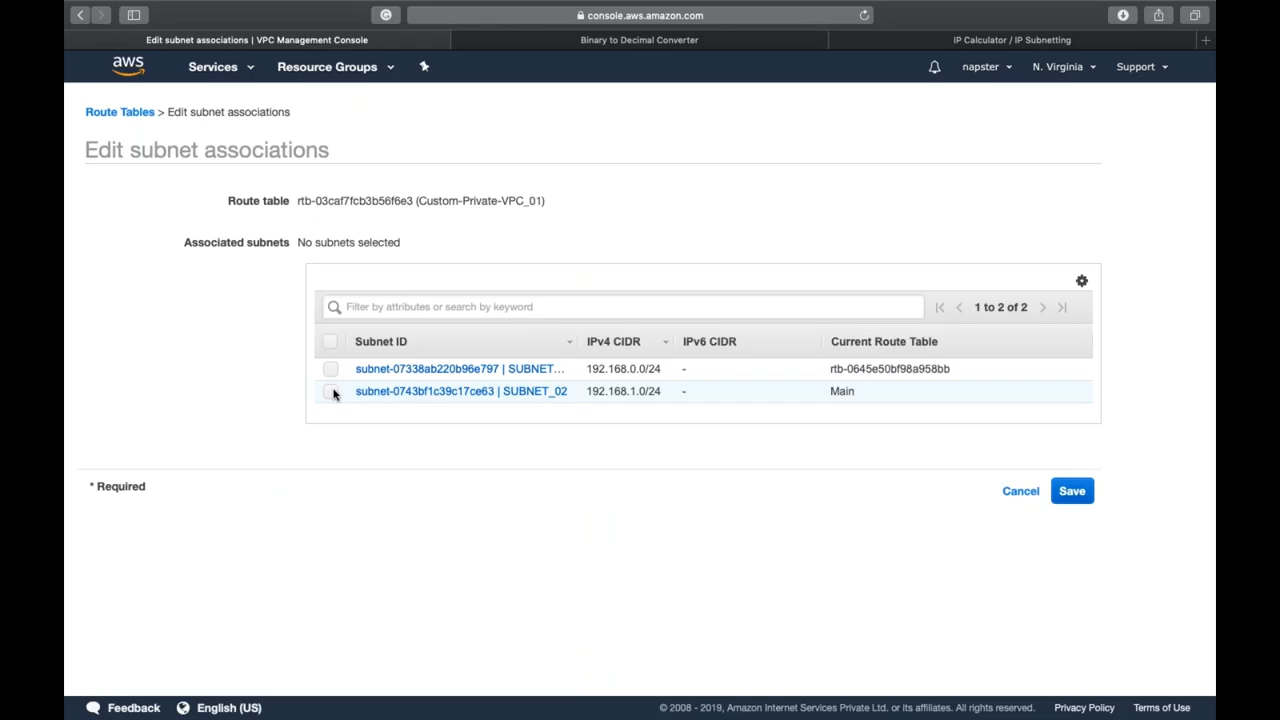 console.aws.amazon.com
Edit subnet associations | VPC Management Console
Binary to Decimal Converter
IP Calculator / IP Subnetting
aws
Services
Resource Groups
napster
N. Virginia
Support
Route Tables > Edit subnet associations
Edit subnet associations
Route table rtb-03caf7fcb3b56f6e3 (Custom-Private-VPC_01)
Associated subnets No subnets selected
Filter by attributes or search by keyword
1 to 2 of 2
Subnet ID IPv4 CIDR IPv6 CIDR Current Route Table
subnet-07338ab220b96e797 | SUBNET... 192.168.0.0/24 - rtb-0645e50bf98a958bb
subnet-0743bf1c39c17ce63 | SUBNET_02 192.168.1.0/24 - Main
* Required
Cancel
Save
Feedback
English (US)
© 2008 - 2019, Amazon Internet Services Private Ltd. or its affiliates. All rights reserved.
Privacy Policy
Terms of Use